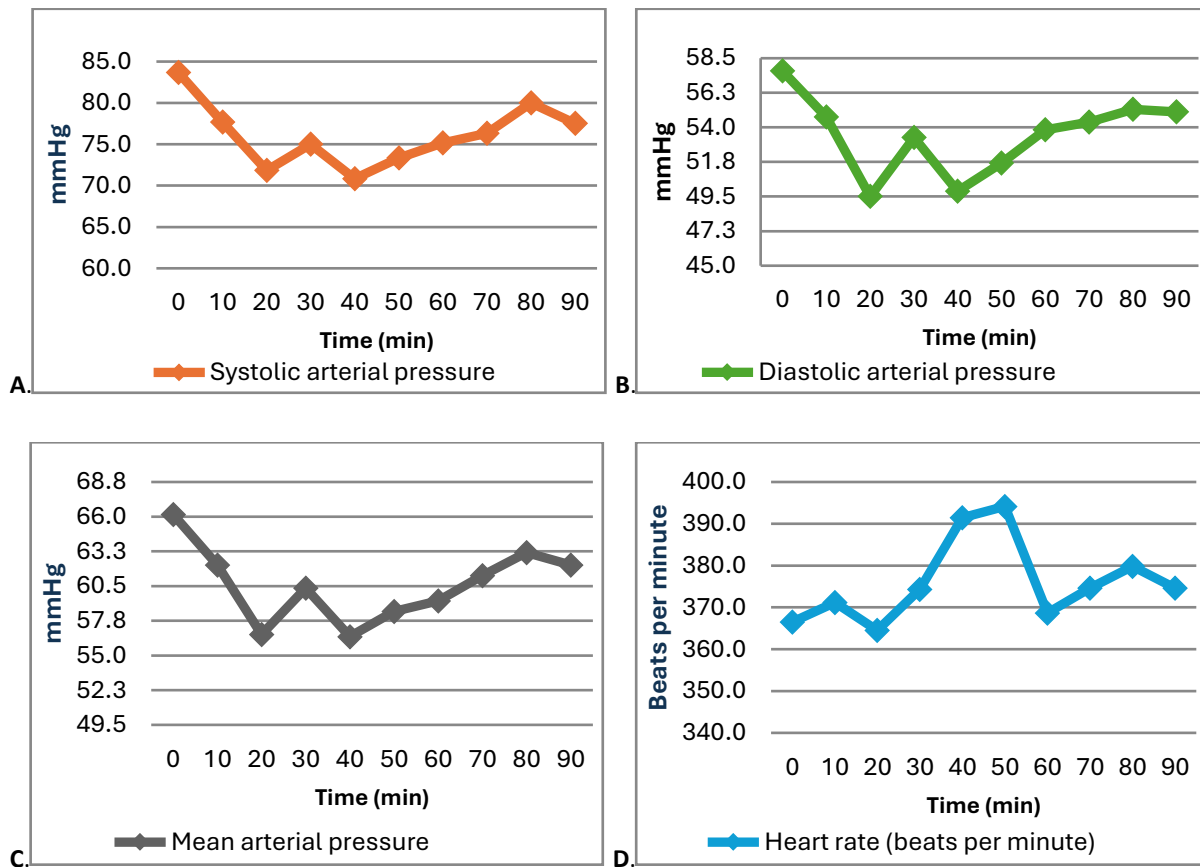 85.0
80.0
75.0
70.0
65.0
60.0
mmHg
0 10 20 30 40 50 60 70 80 90
Time (min)
Systolic arterial pressure
A.
58.5
56.3
54.0
51.8
49.5
47.3
45.0
mmHg
0 10 20 30 40 50 60 70 80 90
Time (min)
Diastolic arterial pressure
B.
68.8
66.0
63.3
60.5
57.8
55.0
52.3
49.5
mmHg
0 10 20 30 40 50 60 70 80 90
Time (min)
Mean arterial pressure
C.
400.0
390.0
380.0
370.0
360.0
350.0
340.0
Beats per minute
0 10 20 30 40 50 60 70 80 90
Time (min)
Heart rate (beats per minute)
D.